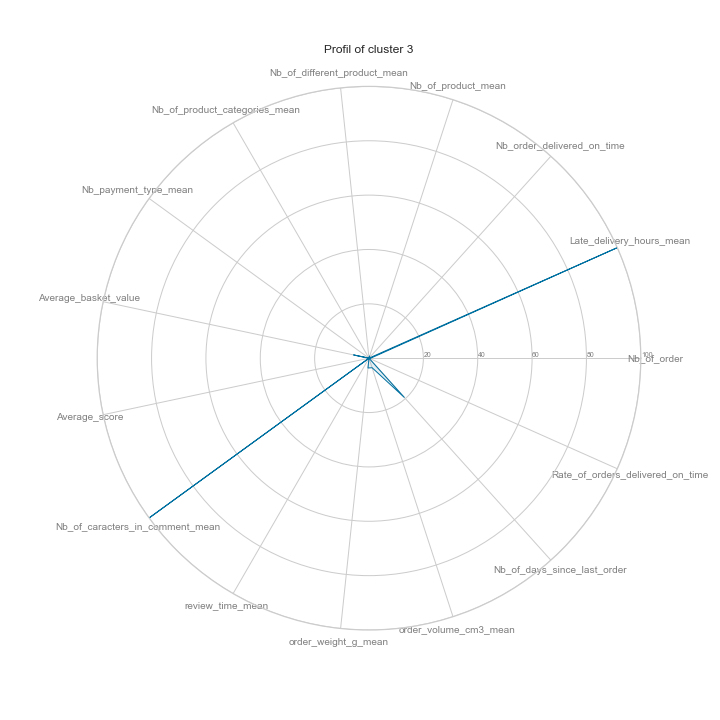 Profil of cluster 3
Nb_of_different_product_mean
Nb_of_product_mean
Nb_of_product_categories_mean
Nb_order_delivered_on_time
Nb_payment_type_mean
Late_delivery_hours_mean
Average_basket_value
20 40 60 80 100
Nb_of_order
Average_score
Rate_of_orders_delivered_on_time
Nb_of_caracters_in_comment_mean
Nb_of_days_since_last_order
review_time_mean
order_volume_cm3_mean
order_weight_g_mean